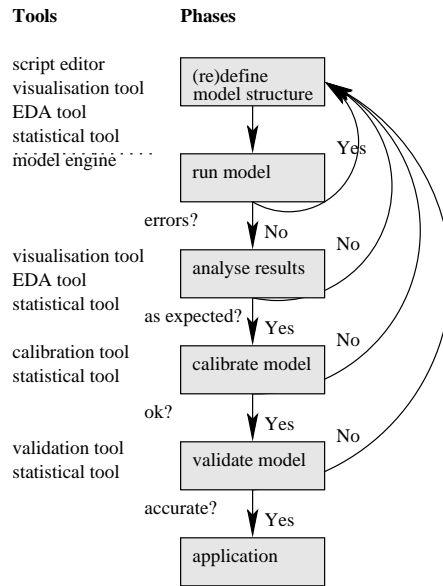 Tools Phases
script editor
visualisation tool
EDA tool
statistical tool
model engine
(re)define
model structure
Yes
run model
errors?
No
visualisation tool
EDA tool
statistical tool
analyse results
No
as expected?
Yes
calibration tool
statistical tool
calibrate model
No
ok?
Yes
validation tool
statistical tool
validate model
No
accurate?
Yes
application